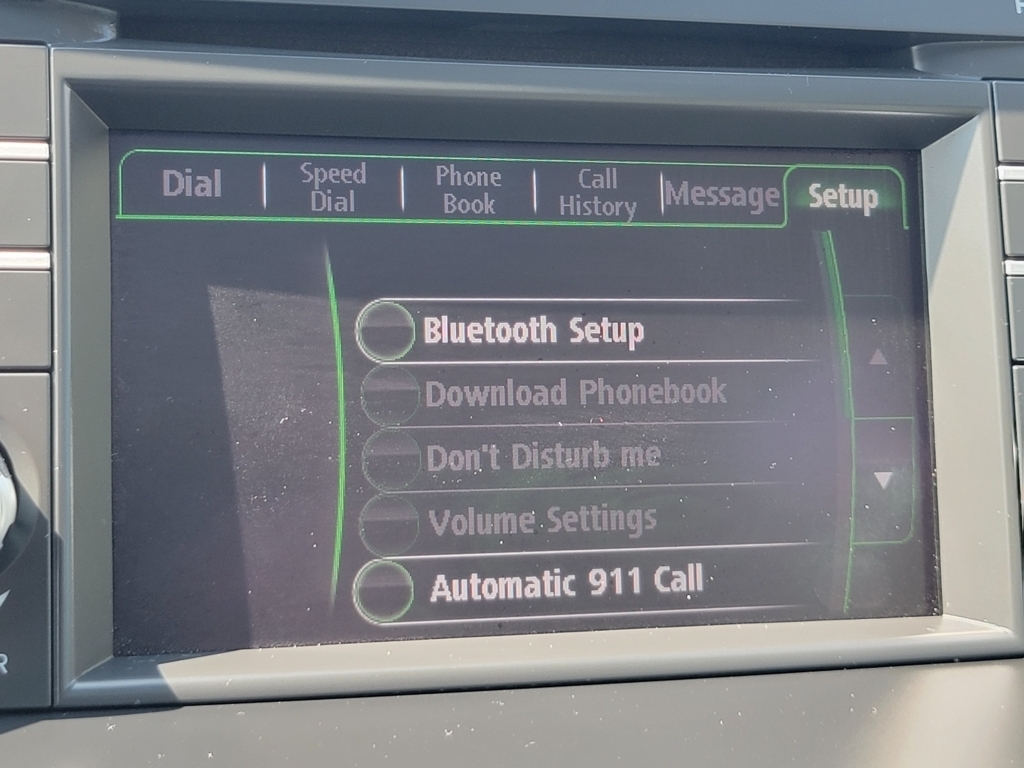 Dial
Speed
Dial
Phone
Book
Call
History
Message
Setup
Bluetooth Setup
Download Phonebook
Don't Disturb me
Volume Settings
Automatic 911 Call